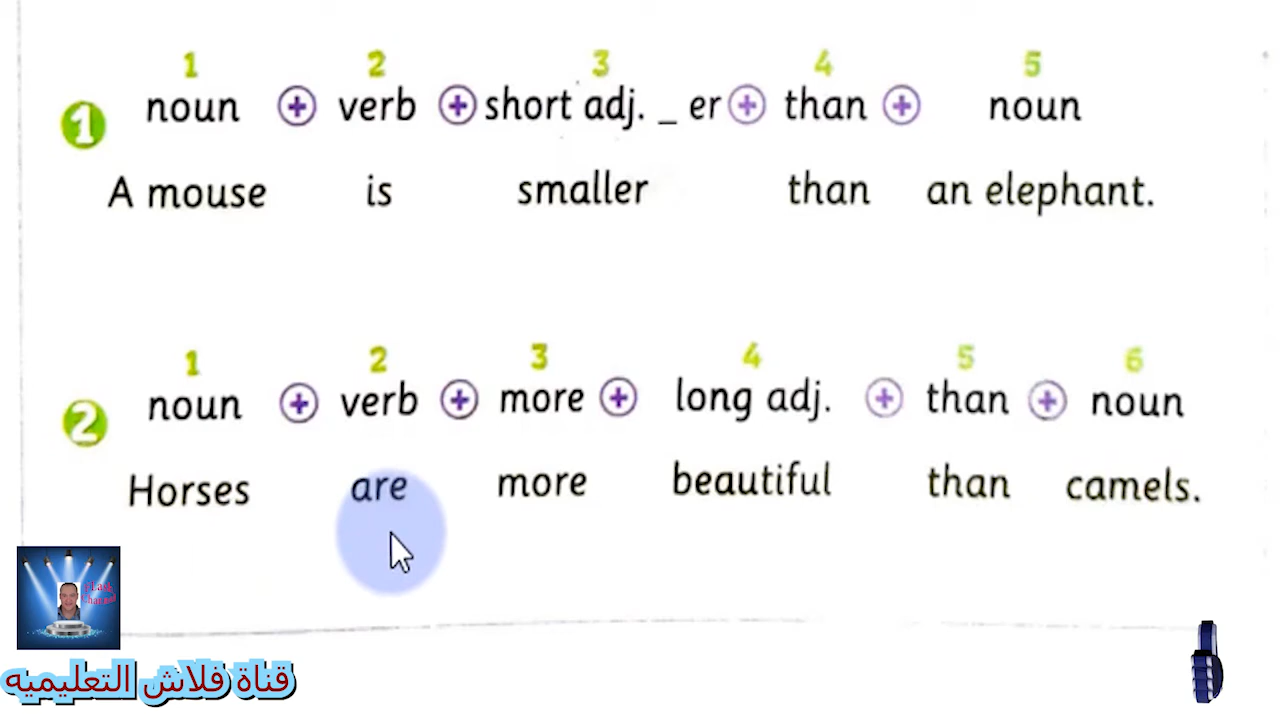 1 2 3 4 5
1 noun + verb + short adj. _ er + than + noun
A mouse is smaller than an elephant.
1 2 3 4 5 6
2 noun + verb + more + long adj. + than + noun
Horses are more beautiful than camels.
Flash
Channel
قناة فلاش التعليميه